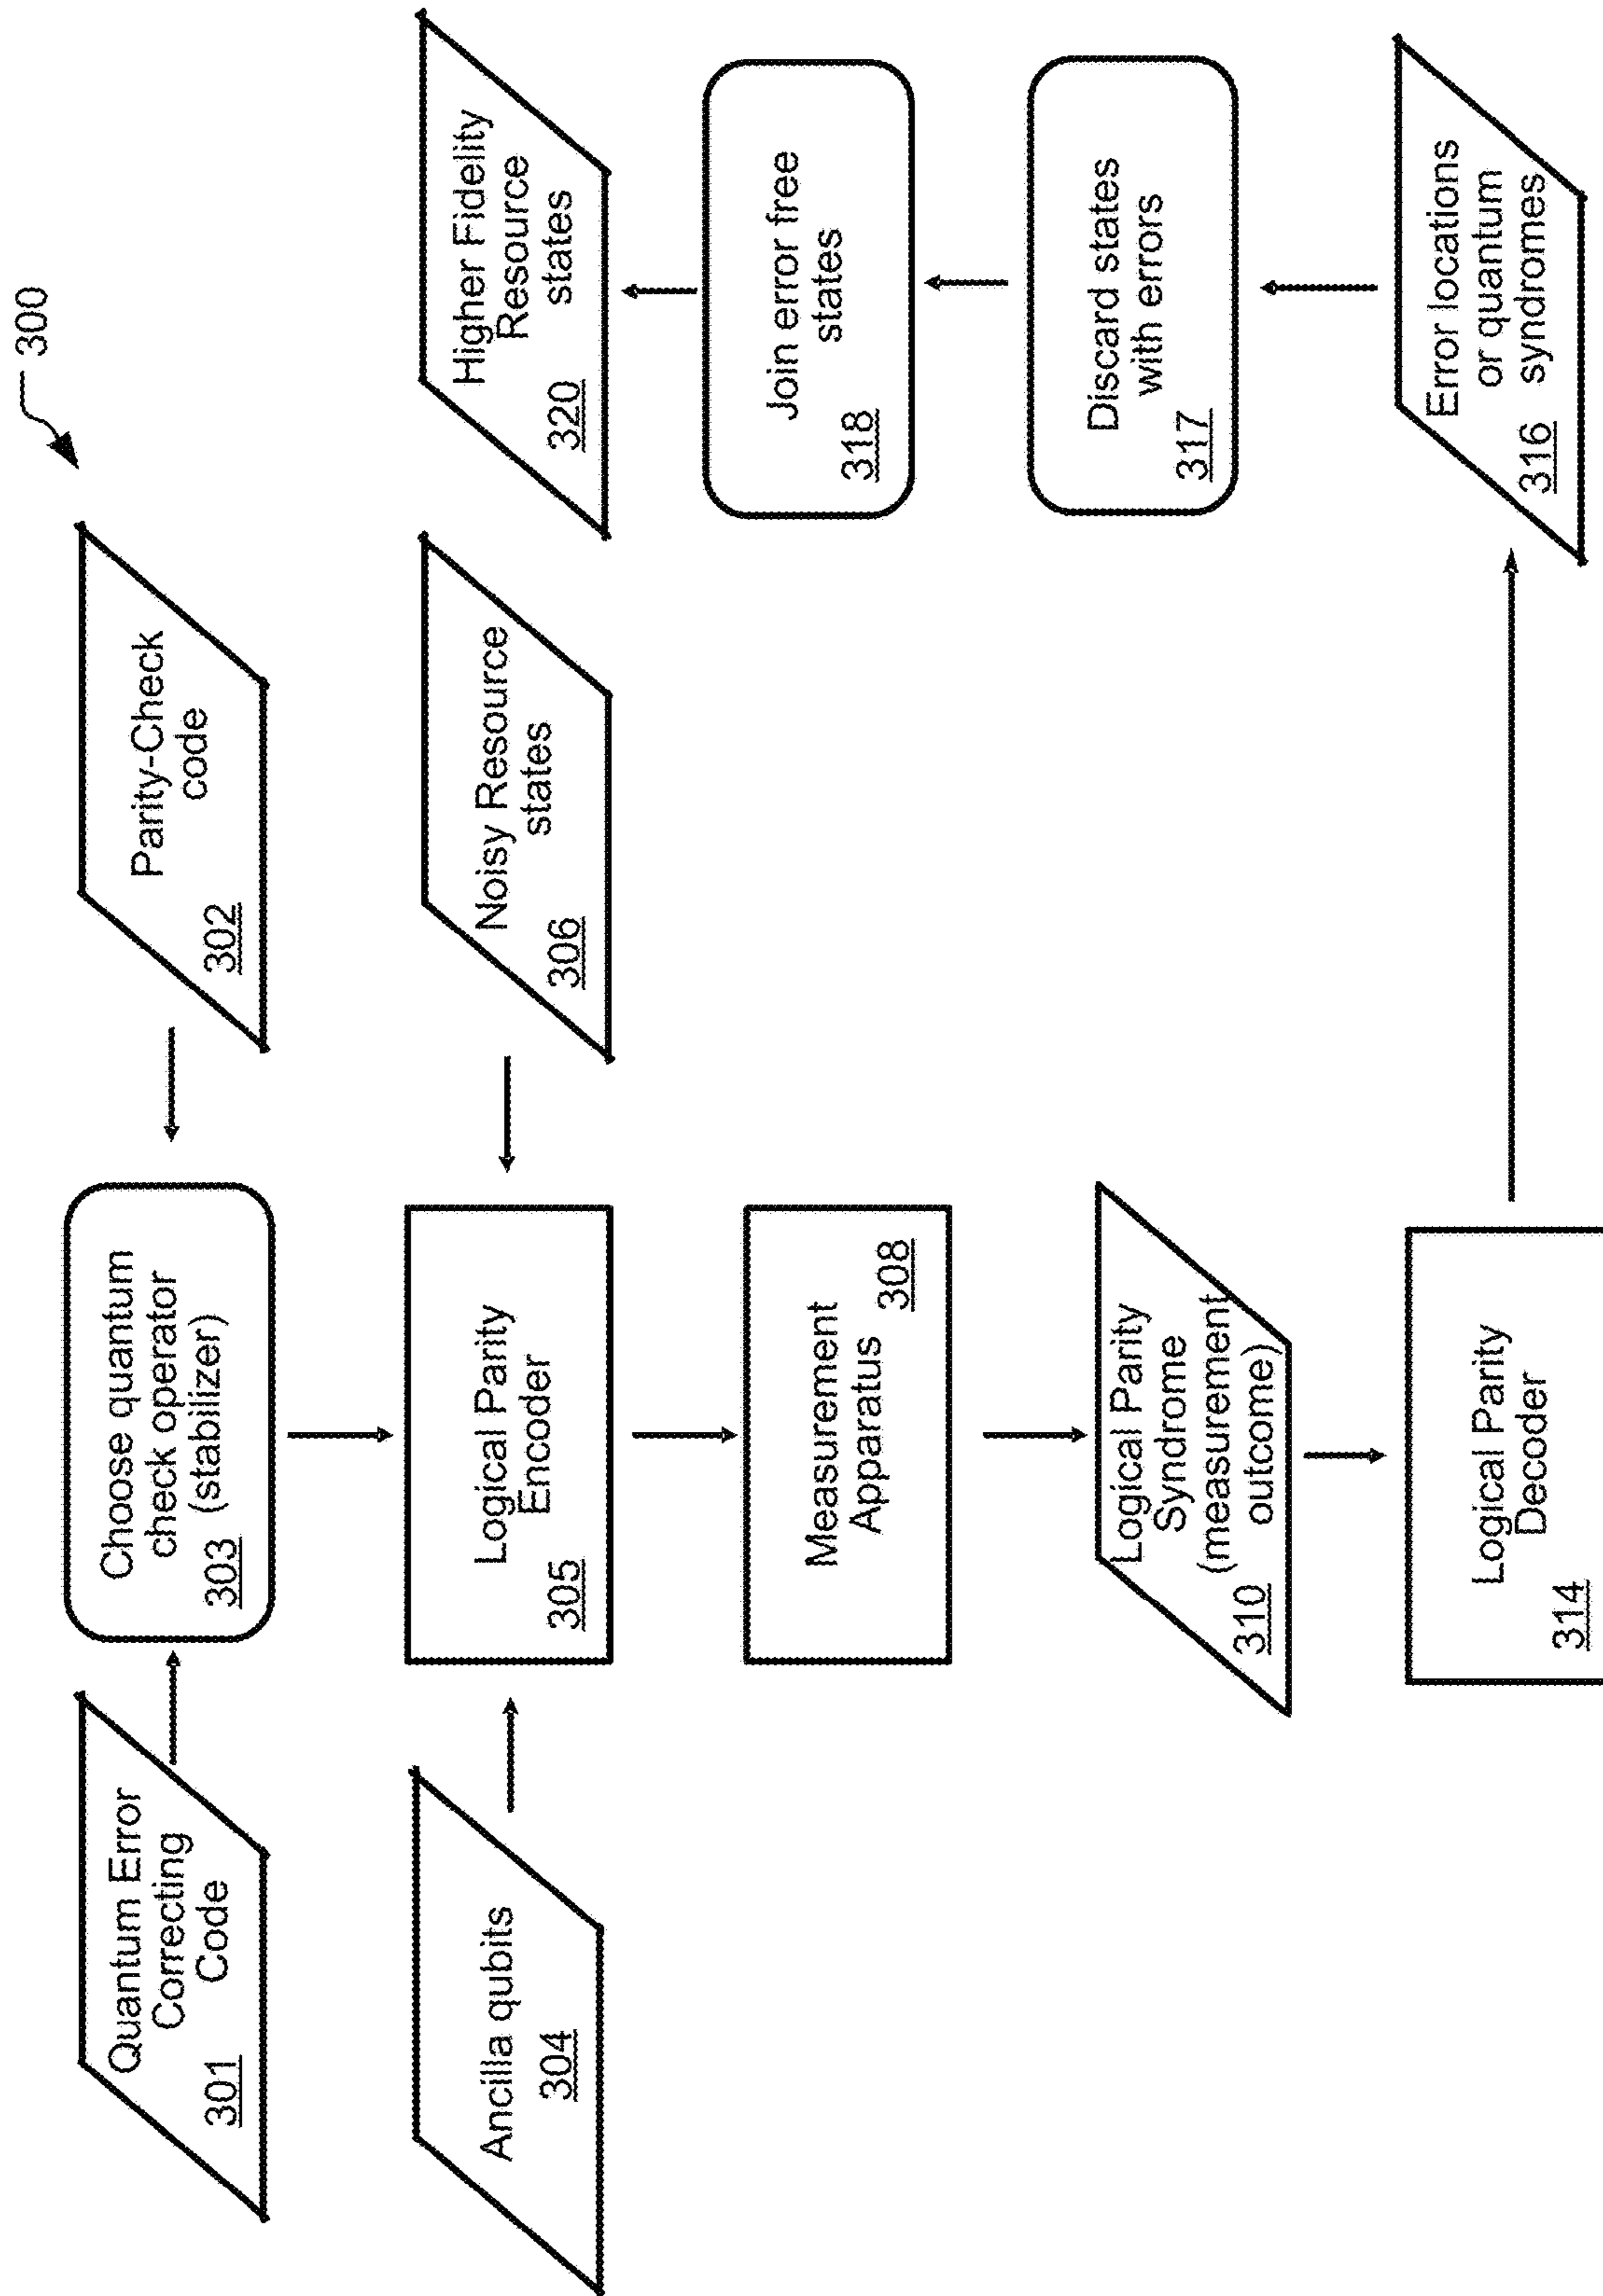 300
Quantum Error
Correcting
Code
301
Choose quantum
check operator
(stabilizer)
303
Parity-Check
code
302
Ancilla qubits
304
Logical Parity
Encoder
305
Noisy Resource
states
306
Higher Fidelity
Resource
states
320
Measurement
Apparatus
308
Join error free
states
318
Logical Parity
Syndrome
(measurement
outcome)
310
Discard states
with errors
317
Logical Parity
Decoder
314
Error locations
or quantum
syndromes
316